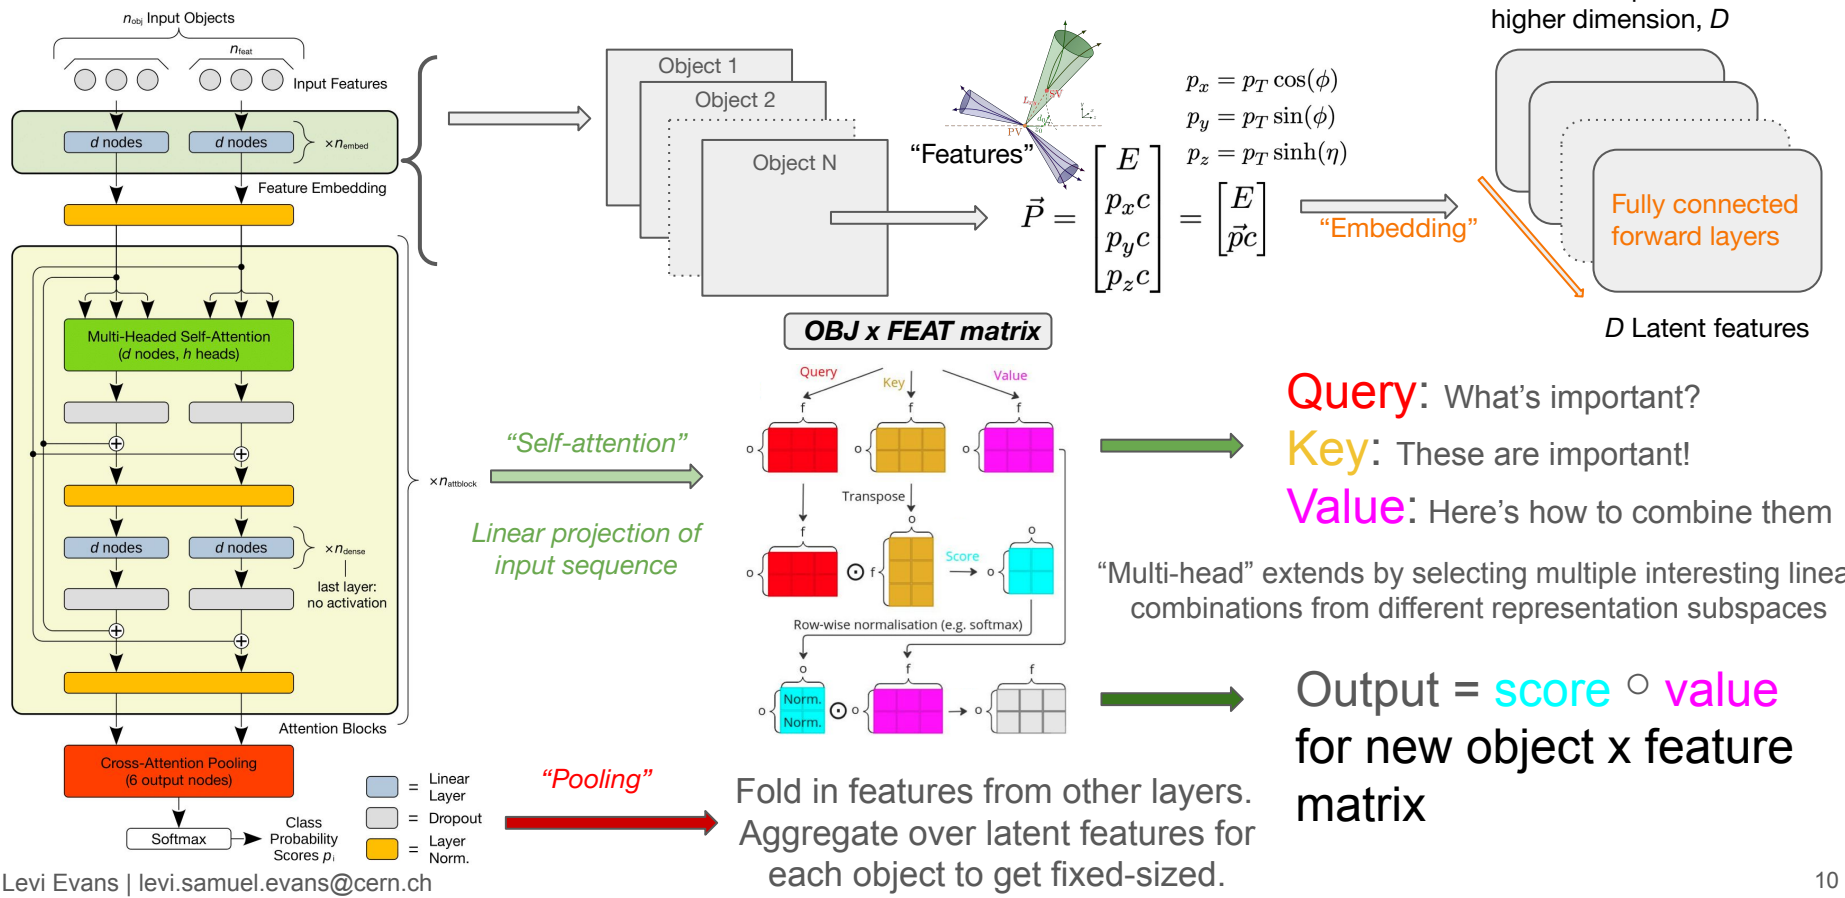 n_obj Input Objects
n_feat
Input Features
d nodes
d nodes
×n_embed
Feature Embedding
Multi-Headed Self-Attention
(d nodes, h heads)
×n_attblock
d nodes
d nodes
×n_dense
last layer:
no activation
Attention Blocks
Cross-Attention Pooling
(6 output nodes)
Softmax
Class
Probability
Scores p_i
= Linear
Layer
= Dropout
= Layer
Norm.
Object 1
Object 2
Object N
PV
SV
"Features"
p_x = p_T cos(φ)
p_y = p_T sin(φ)
p_z = p_T sinh(η)
P⃗ = [E p_xc p_yc p_zc] = [E p⃗c]
"Embedding"
higher dimension, D
Fully connected
forward layers
D Latent features
OBJ x FEAT matrix
"Self-attention"
Linear projection of
input sequence
Query
Key
Value
f
f
f
o
o
o
Transpose
f
o
o
⊙
f
Score
o
o
Row-wise normalisation (e.g. softmax)
o
f
f
o
Norm.
Norm.
⊙
o
o
Query: What's important?
Key: These are important!
Value: Here's how to combine them
"Multi-head" extends by selecting multiple interesting linea
combinations from different representation subspaces
Output = score ○ value
for new object x feature
matrix
"Pooling"
Fold in features from other layers.
Aggregate over latent features for
each object to get fixed-sized.
Levi Evans | levi.samuel.evans@cern.ch
10